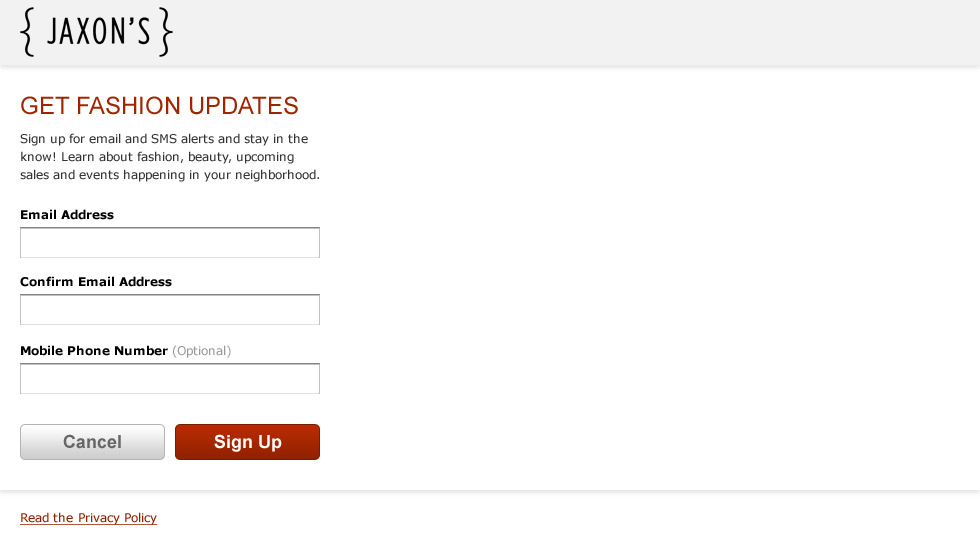 { JAXON'S }
GET FASHION UPDATES
Sign up for email and SMS alerts and stay in the
know! Learn about fashion, beauty, upcoming
sales and events happening in your neighborhood.
Email Address
Confirm Email Address
Mobile Phone Number (Optional)
Cancel Sign Up
Read the Privacy Policy